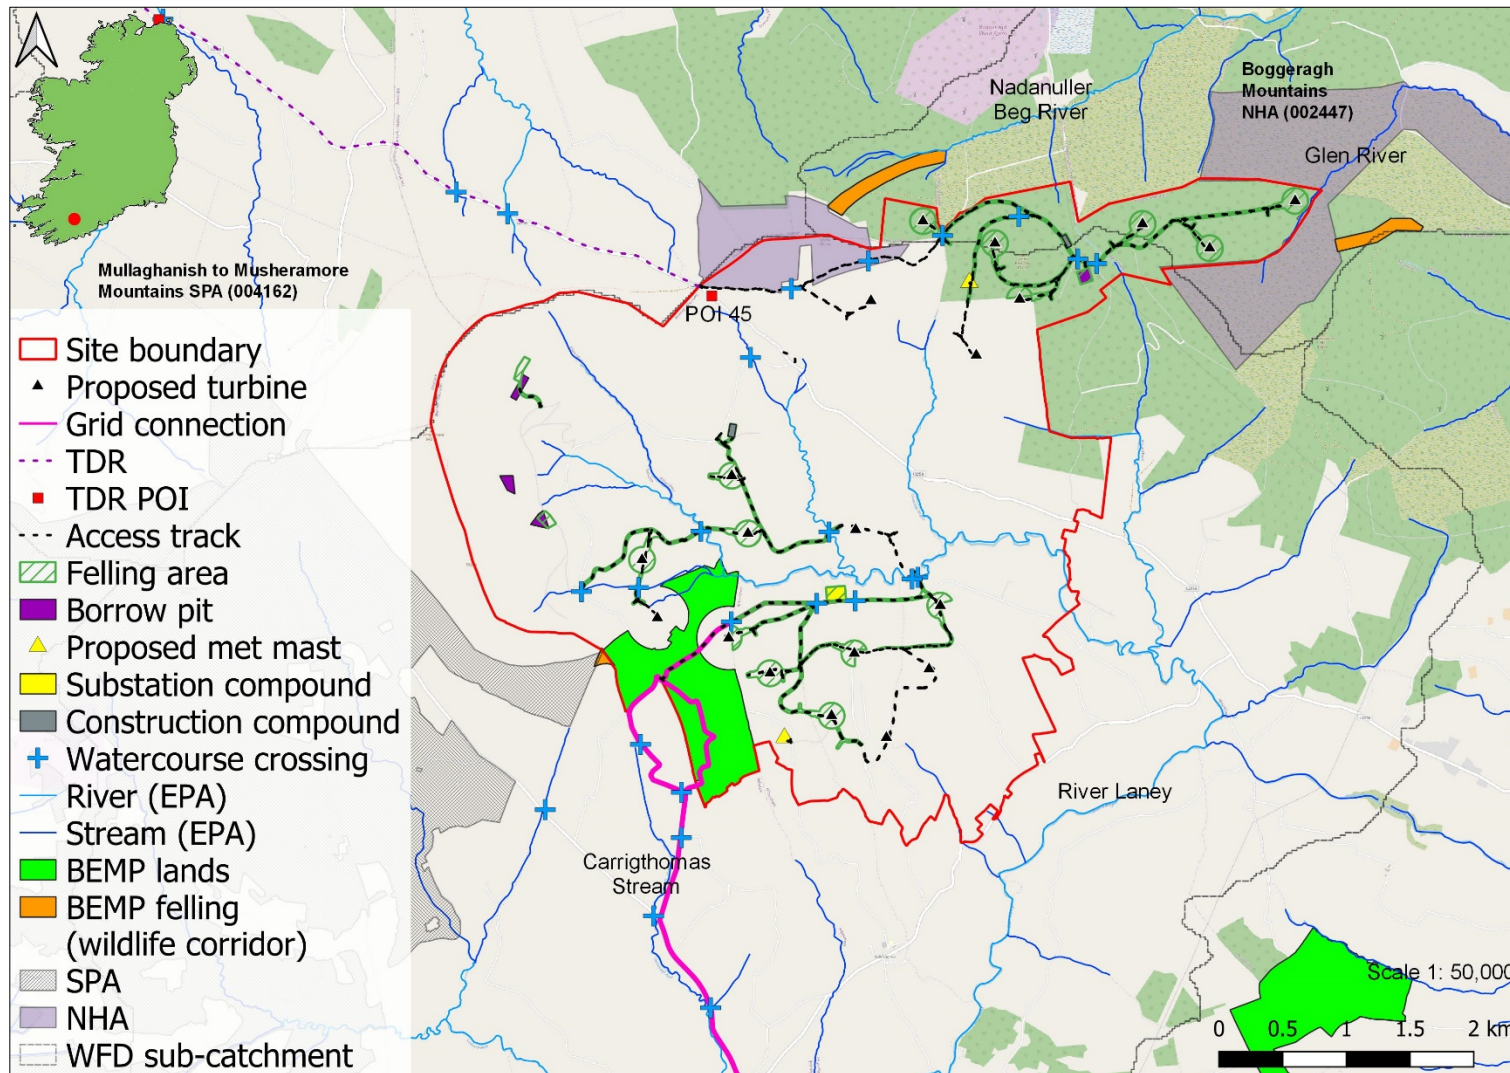 Nadanuller
Beg River
Boggeragh
Mountains
NHA (002447)
Glen River
Mullaghanish to Musheramore
Mountains SPA (004162)
POI 45
Site boundary
Proposed turbine
Grid connection
TDR
TDR POI
Access track
Felling area
Borrow pit
Proposed met mast
Substation compound
Construction compound
Watercourse crossing
River (EPA)
Stream (EPA)
BEMP lands
BEMP felling
(wildlife corridor)
SPA
NHA
WFD sub-catchment
River Laney
Carrigthomas
Stream
Scale 1: 50,000
0 0.5 1 1.5 2 km